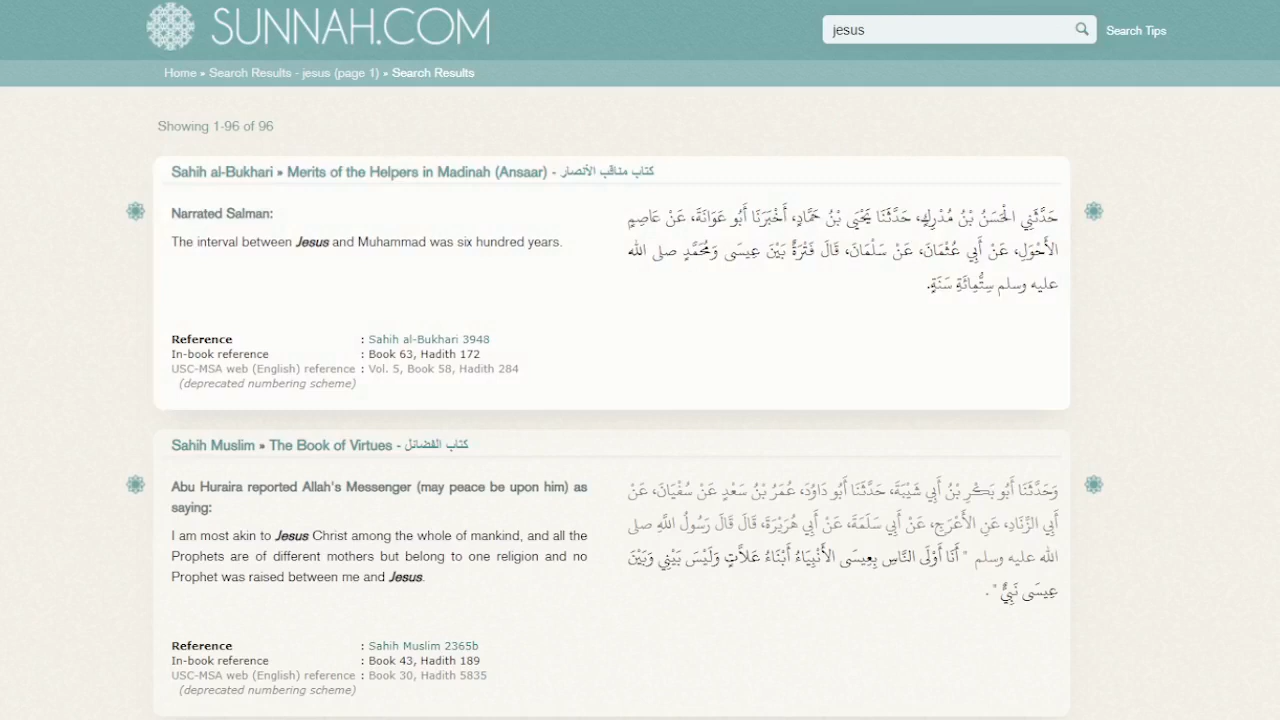 SUNNAH.COM
jesus
Search Tips
Home » Search Results - jesus (page 1) » Search Results
Showing 1-96 of 96
Sahih al-Bukhari » Merits of the Helpers in Madinah (Ansaar) - كتاب مناقب الأنصار
Narrated Salman:
The interval between Jesus and Muhammad was six hundred years.
حَدَّثَنِي الْحَسَنُ بْنُ مُدْرِكٍ، حَدَّثَنَا يَحْيَى بْنُ حَمَّادٍ، أَخْبَرَنَا أَبُو عَوَانَةَ، عَنْ عَاصِمٍ
الأَحْوَلِ، عَنْ أَبِي عُثْمَانَ، عَنْ سَلْمَانَ، قَالَ فَتْرَةٌ بَيْنَ عِيسَى وَمُحَمَّدٍ صلى الله
عليه وسلم سِتُّمِائَةِ سَنَةٍ.
Reference : Sahih al-Bukhari 3948
In-book reference : Book 63, Hadith 172
USC-MSA web (English) reference : Vol. 5, Book 58, Hadith 284
(deprecated numbering scheme)
Sahih Muslim » The Book of Virtues - كتاب الفضائل
Abu Huraira reported Allah's Messenger (may peace be upon him) as
saying:
I am most akin to Jesus Christ among the whole of mankind, and all the
Prophets are of different mothers but belong to one religion and no
Prophet was raised between me and Jesus.
وَحَدَّثَنَا أَبُو بَكْرِ بْنُ أَبِي شَيْبَةَ، حَدَّثَنَا أَبُو دَاوُدَ، عُمَرُ بْنُ سَعْدٍ عَنْ سُفْيَانَ، عَنْ
أَبِي الزِّنَادِ، عَنِ الأَعْرَجِ، عَنْ أَبِي سَلَمَةَ، عَنْ أَبِي هُرَيْرَةَ، قَالَ قَالَ رَسُولُ اللَّهِ صلى
الله عليه وسلم " أَنَا أَوْلَى النَّاسِ بِعِيسَى الأَنْبِيَاءُ أَبْنَاءُ عَلاَّتٍ وَلَيْسَ بَيْنِي وَبَيْنَ
عِيسَى نَبِيٌّ " .
Reference : Sahih Muslim 2365b
In-book reference : Book 43, Hadith 189
USC-MSA web (English) reference : Book 30, Hadith 5835
(deprecated numbering scheme)